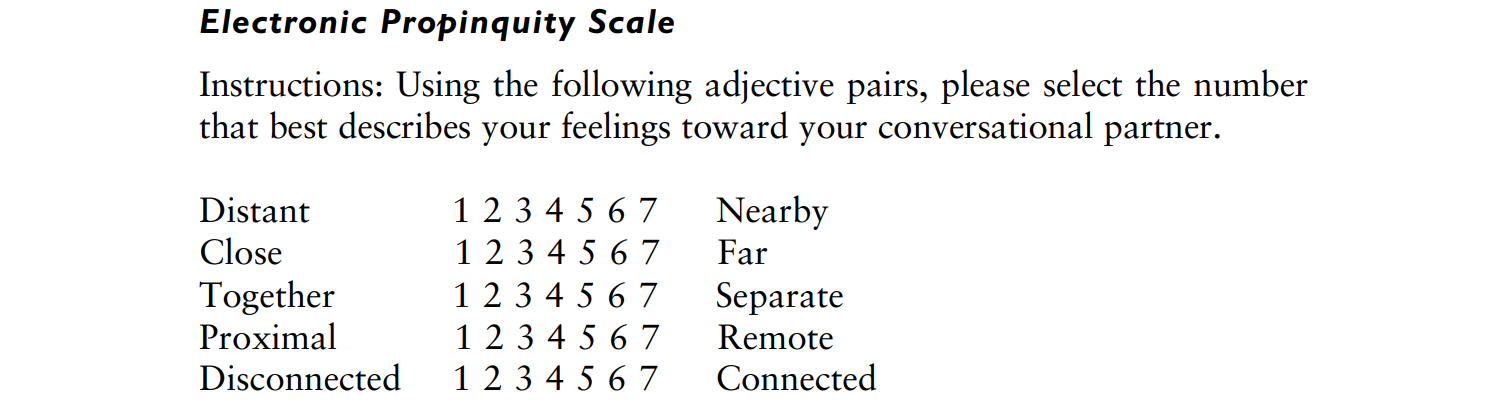 Electronic Propinquity Scale
Instructions: Using the following adjective pairs, please select the number
that best describes your feelings toward your conversational partner.
Distant 1 2 3 4 5 6 7 Nearby
Close 1 2 3 4 5 6 7 Far
Together 1 2 3 4 5 6 7 Separate
Proximal 1 2 3 4 5 6 7 Remote
Disconnected 1 2 3 4 5 6 7 Connected